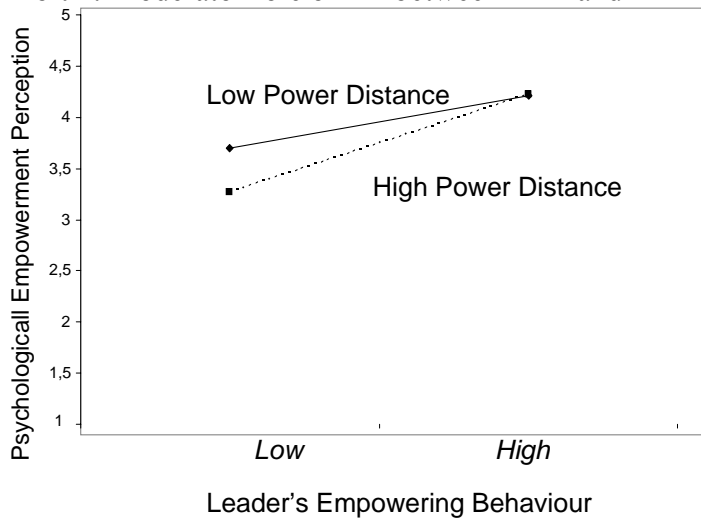 5
4,5
4
3,5
3
2,5
2
1,5
1
Psychologicall Empowerment Perception
Low Power Distance
High Power Distance
Low High
Leader's Empowering Behaviour